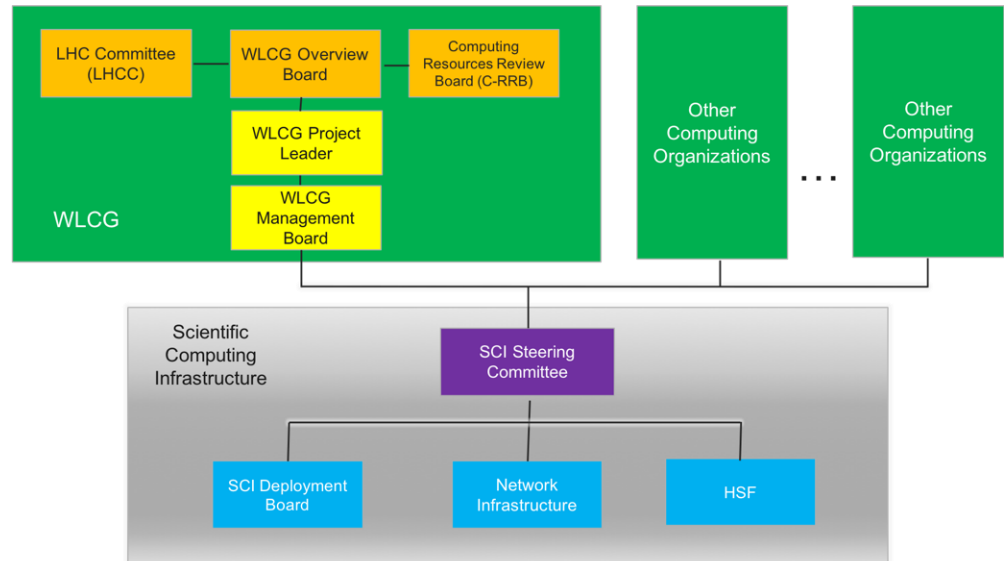 LHC Committee
(LHCC)
WLCG Overview
Board
Computing
Resources Review
Board (C-RRB)
WLCG Project
Leader
WLCG
Management
Board
WLCG
Other
Computing
Organizations
...
Other
Computing
Organizations
Scientific
Computing
Infrastructure
SCI Steering
Committee
SCI Deployment
Board
Network
Infrastructure
HSF